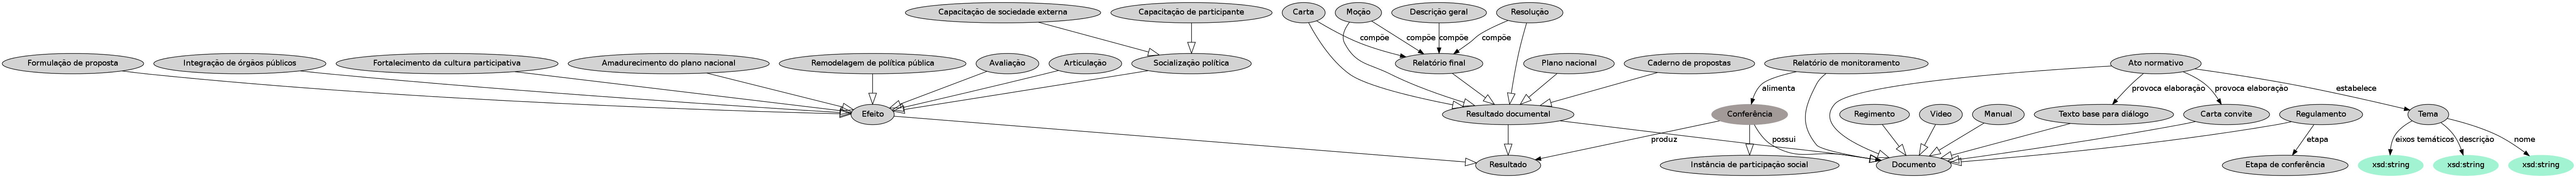 Capacitação de sociedade externa
Capacitação de participante
Carta
Moção
Descrição geral
Resolução
compõe
compõe
compõe
compõe
Formulação de proposta
Integração de órgãos públicos
Fortalecimento da cultura participativa
Amadurecimento do plano nacional
Remodelagem de política pública
Avaliação
Articulação
Socialização política
Relatório final
Plano nacional
Caderno de propostas
Relatório de monitoramento
Ato normativo
alimenta
provoca elaboração
provoca elaboração
estabelece
Efeito
Resultado documental
Conferência
Regimento
Vídeo
Manual
Texto base para diálogo
Carta convite
Regulamento
Tema
produz
possui
etapa
eixos temáticos
descrição
nome
Resultado
Instância de participação social
Documento
Etapa de conferência
xsd:string
xsd:string
xsd:string